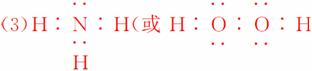 (3)H : N̤̈ : H(或 H : Ö̤ : Ö̤ : H
H